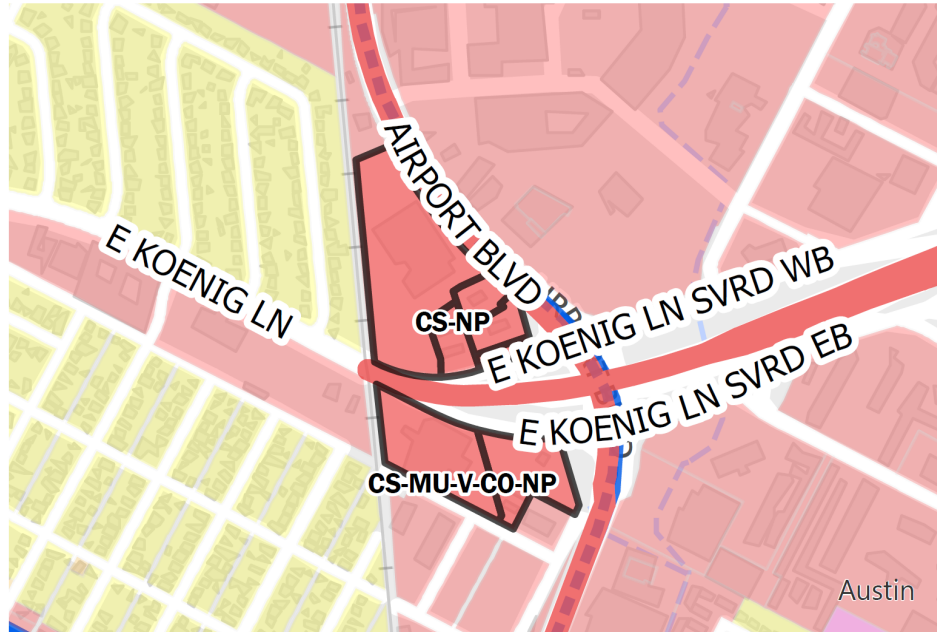 AIRPORT BLVD
E KOENIG LN
E KOENIG LN SVRD WB
CS-NP
E KOENIG LN SVRD EB
CS-MU-V-CO-NP
Austin